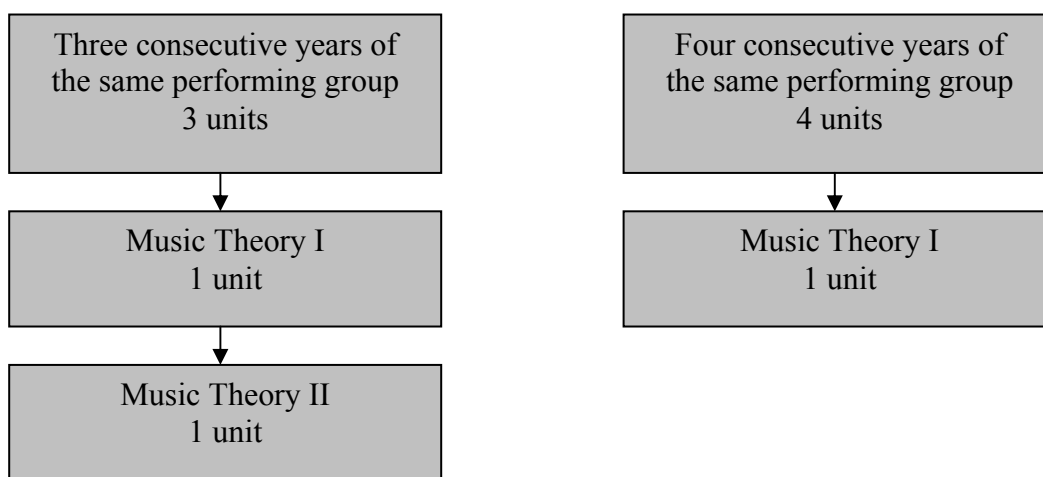 Three consecutive years of
the same performing group
3 units
Music Theory I
1 unit
Music Theory II
1 unit
Four consecutive years of
the same performing group
4 units
Music Theory I
1 unit